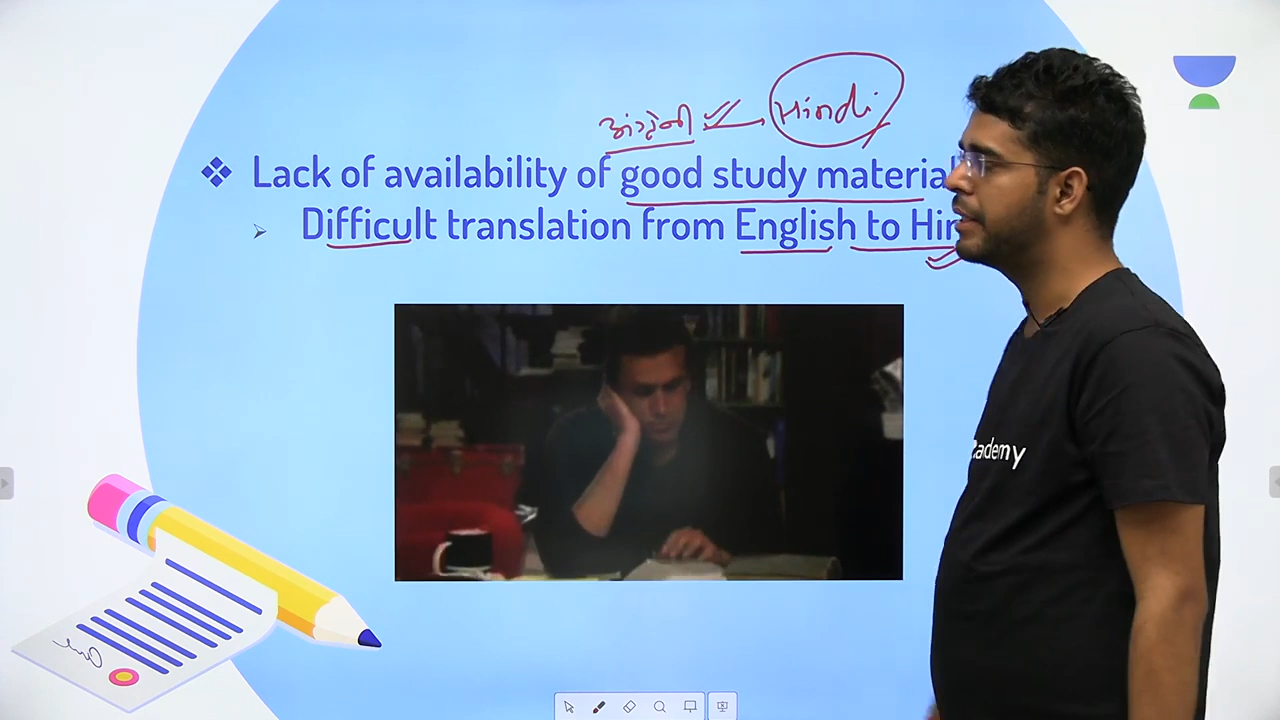 अंग्रेजी Hindi
Lack of availability of good study material
Difficult translation from English to Hin
ademy